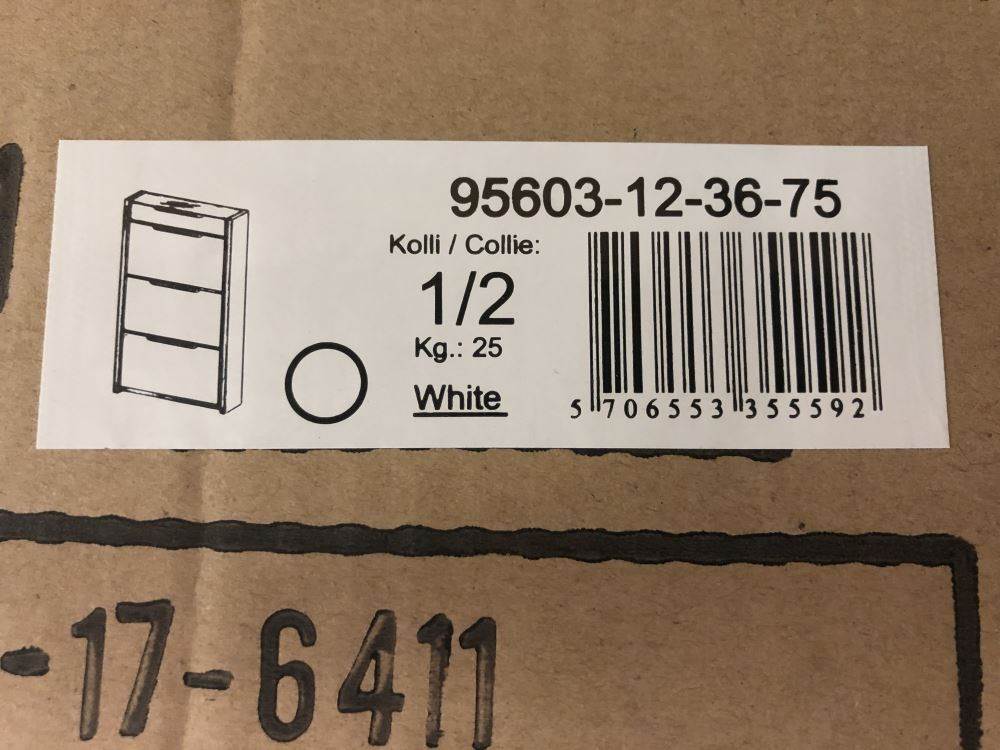 95603-12-36-75
Kolli / Collie:
1/2
Kg.: 25
White
5 706553 355592
-17-6411